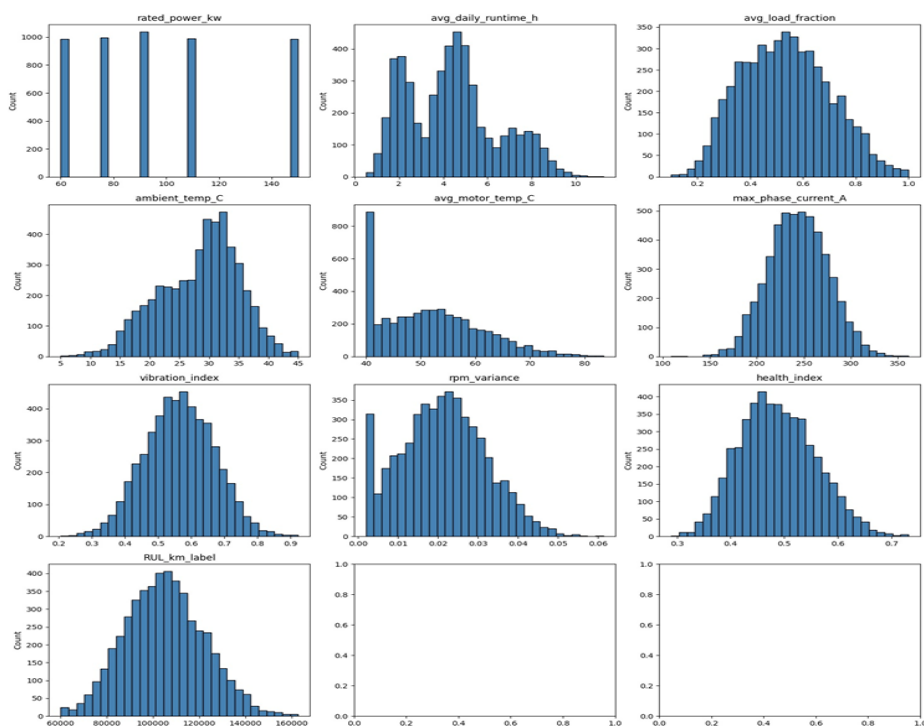 rated_power_kw
Count
1000
800
600
400
200
0
60 80 100 120 140
avg_daily_runtime_h
Count
400
300
200
100
0
0 2 4 6 8 10
avg_load_fraction
Count
350
300
250
200
150
100
50
0
0.2 0.4 0.6 0.8 1.0
ambient_temp_C
Count
400
300
200
100
0
5 10 15 20 25 30 35 40 45
avg_motor_temp_C
Count
800
600
400
200
0
40 50 60 70 80
max_phase_current_A
Count
500
400
300
200
100
0
100 150 200 250 300 350
vibration_index
Count
400
300
200
100
0
0.2 0.3 0.4 0.5 0.6 0.7 0.8 0.9
rpm_variance
Count
350
300
250
200
150
100
50
0
0.00 0.01 0.02 0.03 0.04 0.05 0.06
health_index
Count
400
350
300
250
200
150
100
50
0
0.3 0.4 0.5 0.6 0.7
RUL_km_label
Count
400
350
300
250
200
150
100
50
0
60000 80000 100000 120000 140000 160000
1.0
0.8
0.6
0.4
0.2
0.0
0.0 0.2 0.4 0.6 0.8 1.0
1.0
0.8
0.6
0.4
0.2
0.0
0.0 0.2 0.4 0.6 0.8 1.0